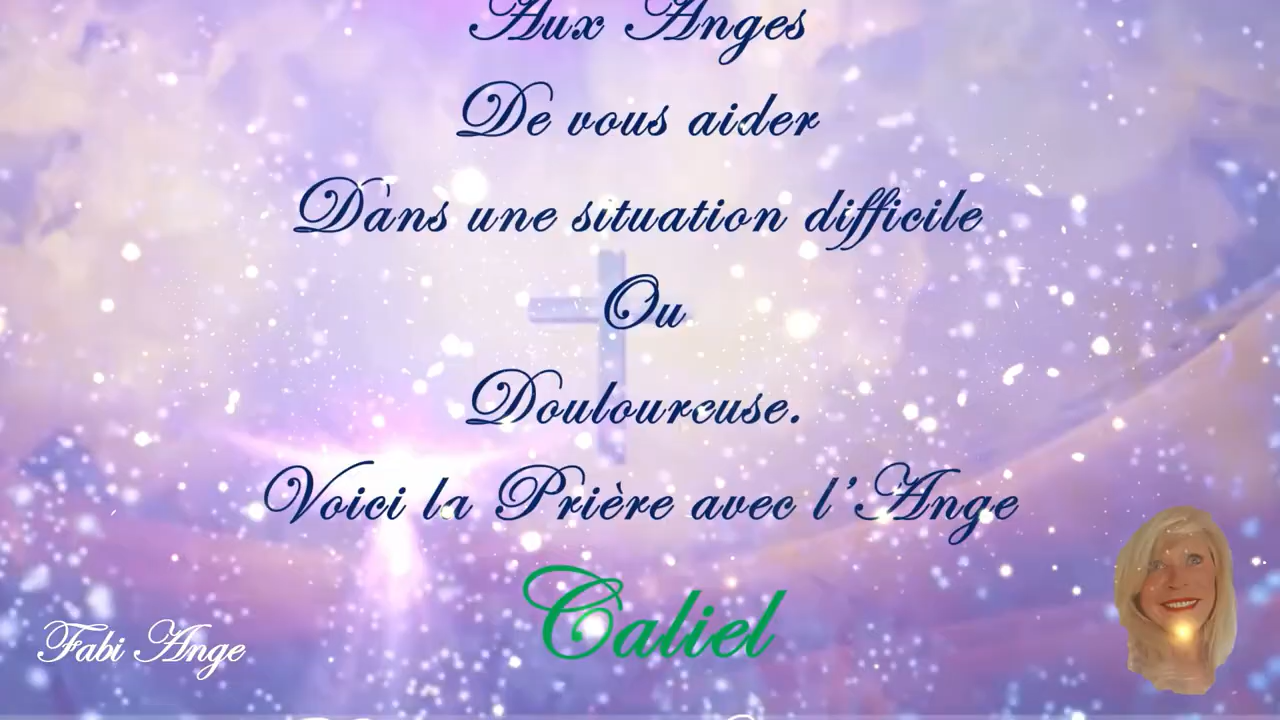 Aux Anges
De vous aider
Dans une situation difficile
Ou
Douloureuse.
Voici la Prière avec l'Ange
Caliel
Fabi Ange